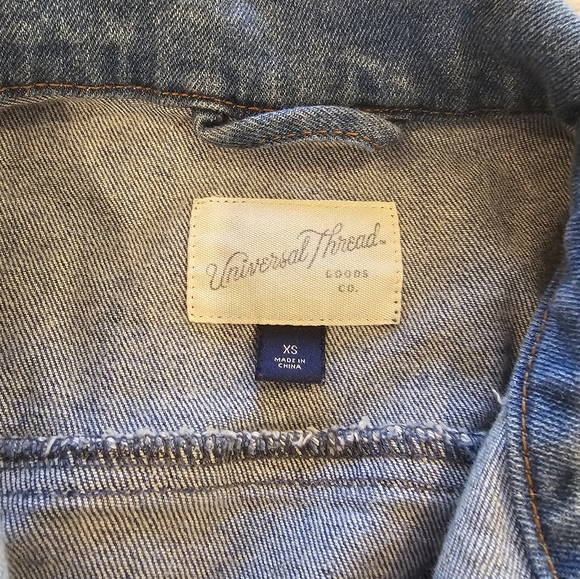 Universal Thread™
GOODS
CO.
XS
MADE IN
CHINA